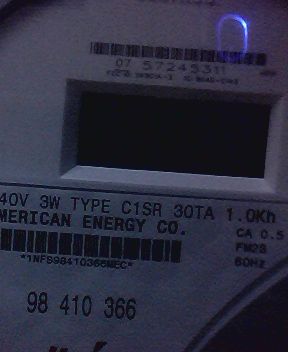 07 57245311
40V 3W TYPE C1SR 30TA 1.0Kh
MERICAN ENERGY CO.
CA 0.5
FM2S
60Hz
*1NFS98410366MEC*
98 410 366